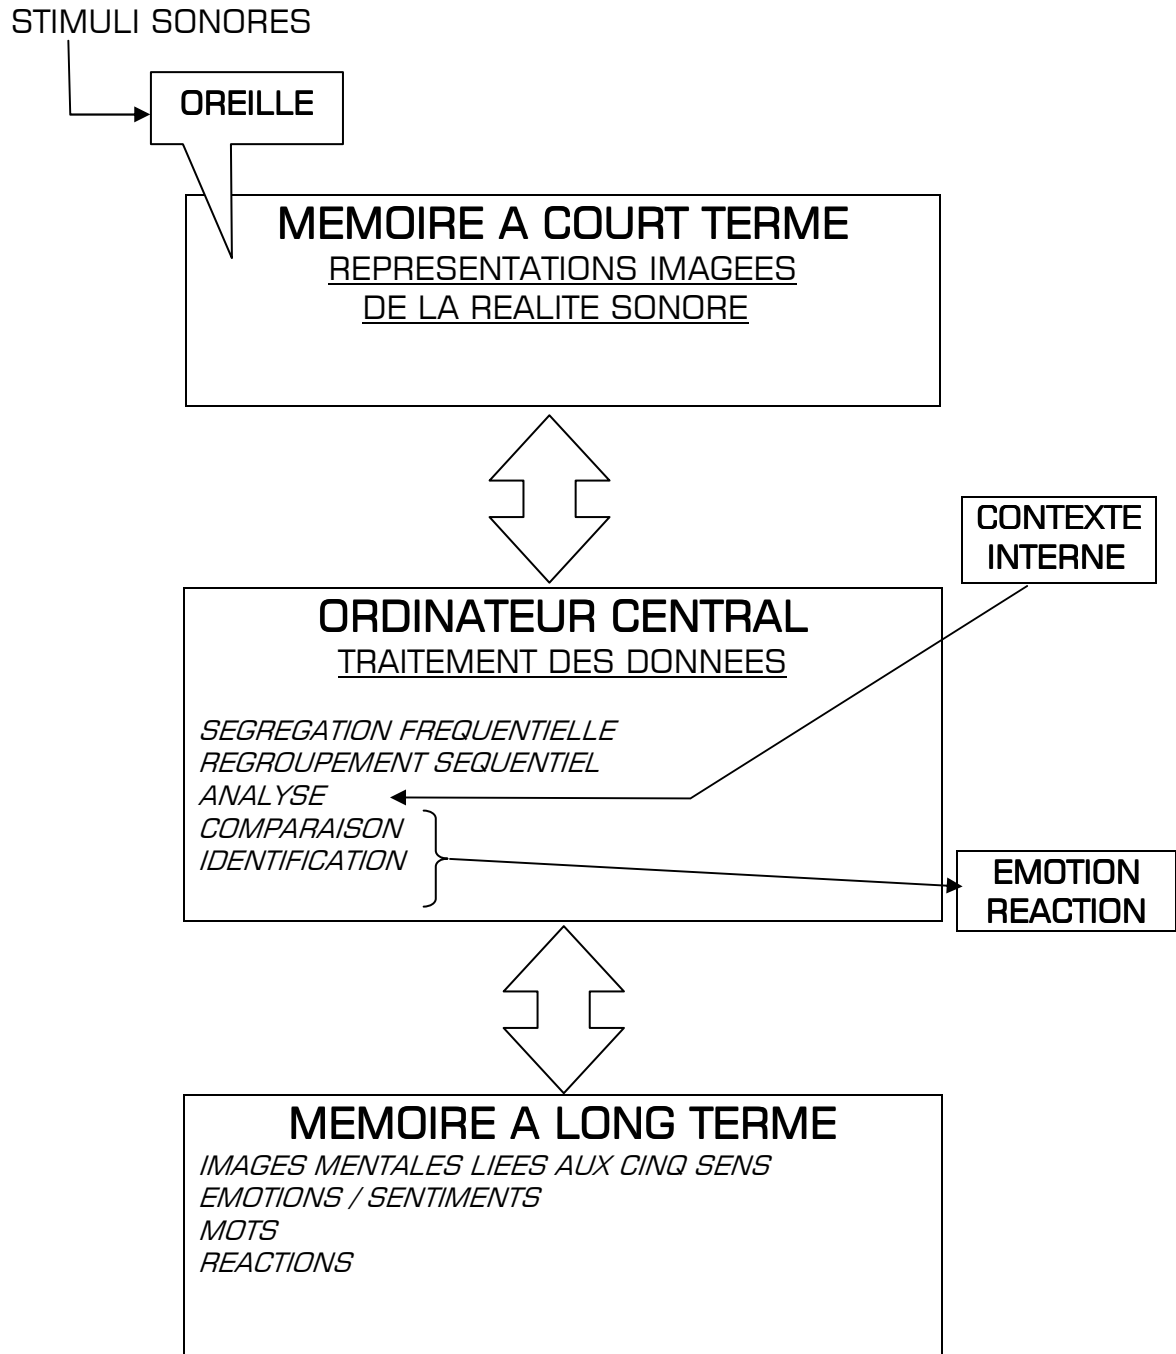 STIMULI SONORES
OREILLE
MEMOIRE A COURT TERME
REPRESENTATIONS IMAGEES
DE LA REALITE SONORE
CONTEXTE
INTERNE
ORDINATEUR CENTRAL
TRAITEMENT DES DONNEES
SEGREGATION FREQUENTIELLE
REGROUPEMENT SEQUENTIEL
ANALYSE
COMPARAISON
IDENTIFICATION
EMOTION
REACTION
MEMOIRE A LONG TERME
IMAGES MENTALES LIEES AUX CINQ SENS
EMOTIONS / SENTIMENTS
MOTS
REACTIONS